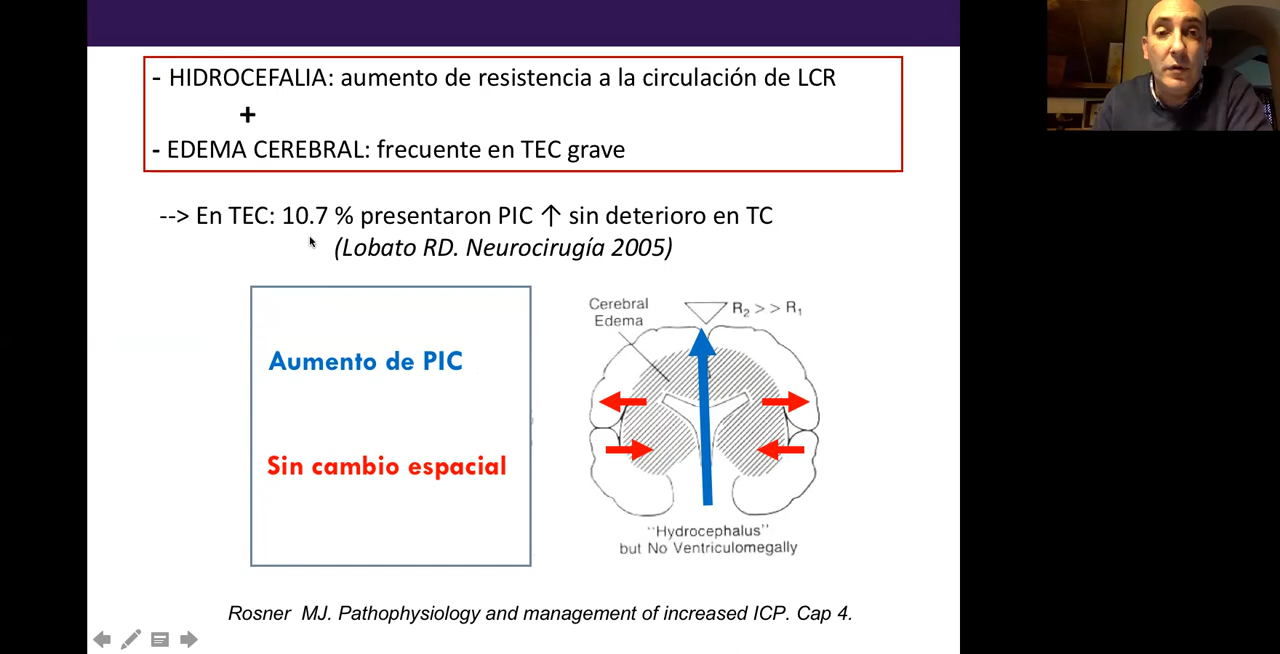 - HIDROCEFALIA: aumento de resistencia a la circulación de LCR
+
- EDEMA CEREBRAL: frecuente en TEC grave
--> En TEC: 10.7 % presentaron PIC ↑ sin deterioro en TC
(Lobato RD. Neurocirugía 2005)
Aumento de PIC
Sin cambio espacial
Cerebral
Edema
R₂ > > R₁
"Hydrocephalus"
but No Ventriculomegally
Rosner MJ. Pathophysiology and management of increased ICP. Cap 4.